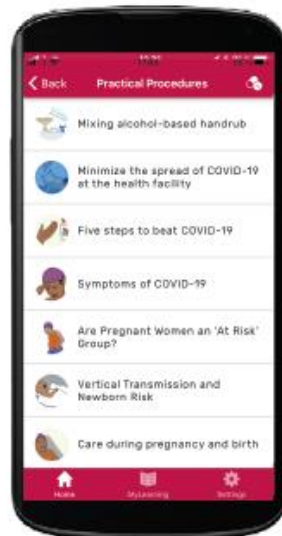 Back
Practical Procedures
Mixing alcohol-based handrub
Minimize the spread of COVID-19
at the health facility
Five steps to beat COVID-19
Symptoms of COVID-19
Are Pregnant Women an 'At Risk'
Group?
Vertical Transmission and
Newborn Risk
Care during pregnancy and birth
Home
MyLearning
Settings